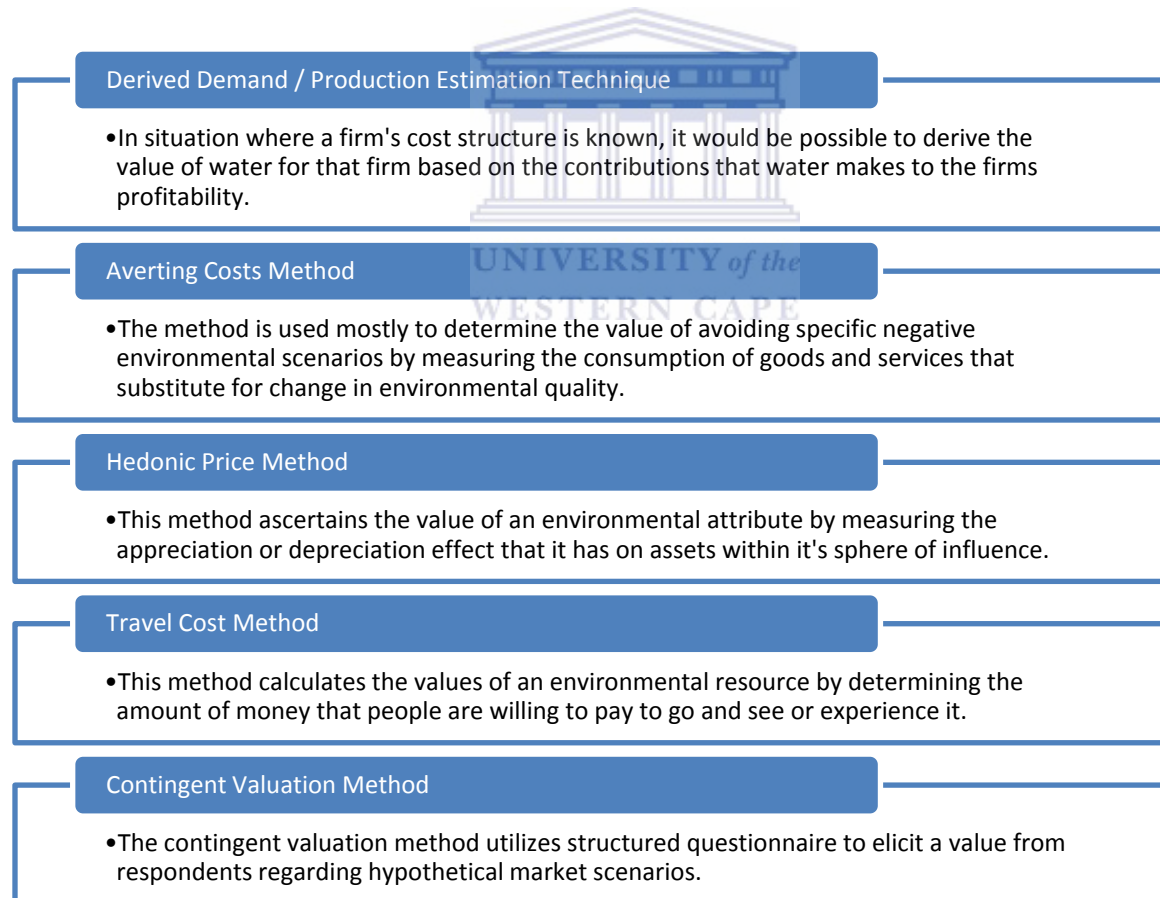 Derived Demand / Production Estimation Technique
•In situation where a firm's cost structure is known, it would be possible to derive the
value of water for that firm based on the contributions that water makes to the firms
profitability.
UNIVERSITY of the
Averting Costs Method
WESTERN CAPE
•The method is used mostly to determine the value of avoiding specific negative
environmental scenarios by measuring the consumption of goods and services that
substitute for change in environmental quality.
Hedonic Price Method
•This method ascertains the value of an environmental attribute by measuring the
appreciation or depreciation effect that it has on assets within it's sphere of influence.
Travel Cost Method
•This method calculates the values of an environmental resource by determining the
amount of money that people are willing to pay to go and see or experience it.
Contingent Valuation Method
•The contingent valuation method utilizes structured questionnaire to elicit a value from
respondents regarding hypothetical market scenarios.